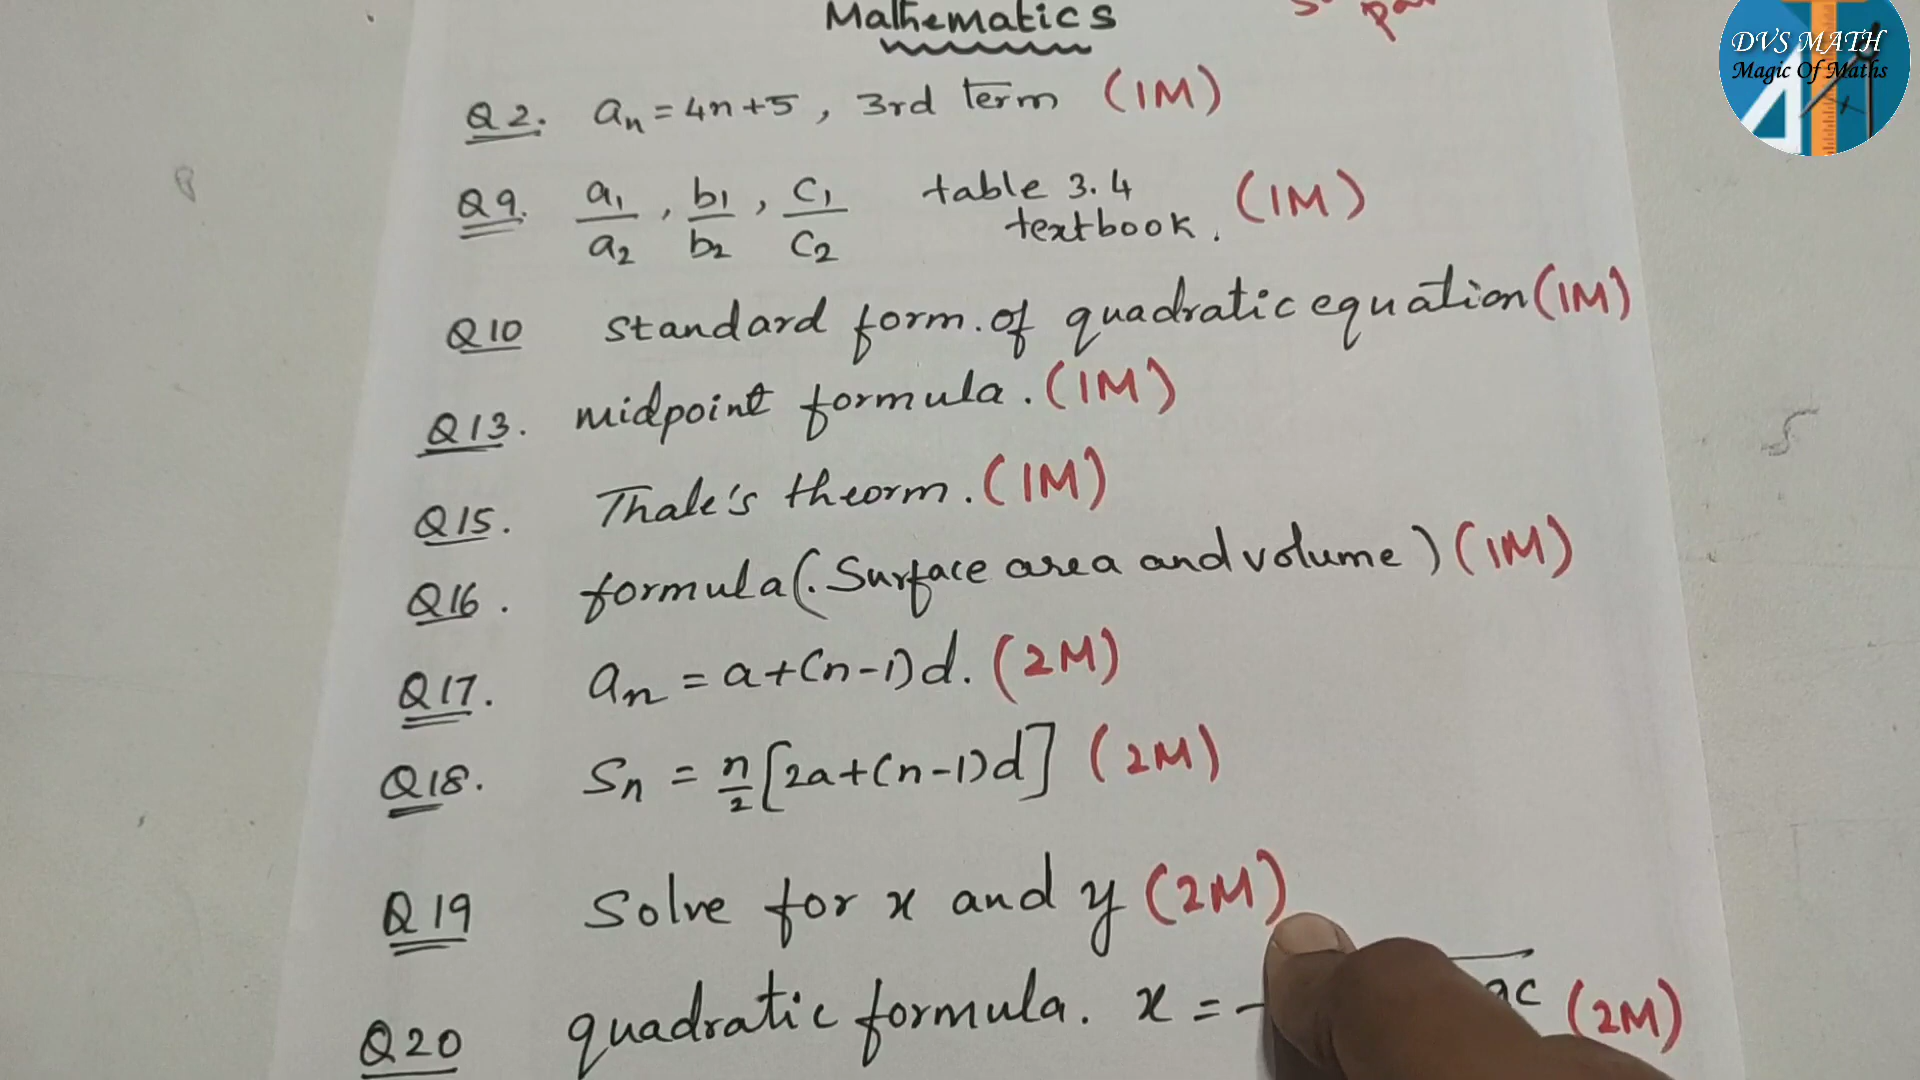 Mathematics
DVS MATH
Magic Of Maths
Q2. aₙ = 4n+5, 3rd term (1M)
Q9. a₁/a₂, b₁/b₂, c₁/c₂ table 3.4 (1M)
textbook.
Q10 standard form. of quadratic equation (1M)
Q13. midpoint formula. (1M)
Q15. Thale's theorm. (1M)
Q16. formula (. Surface area and volume) (1M)
Q17. aₙ = a+(n-1)d. (2M)
Q18. Sₙ = n/2 [2a+(n-1)d] (2M)
Q19 Solve for x and y (2M)
Q20 quadratic formula. x = - ac (2M)